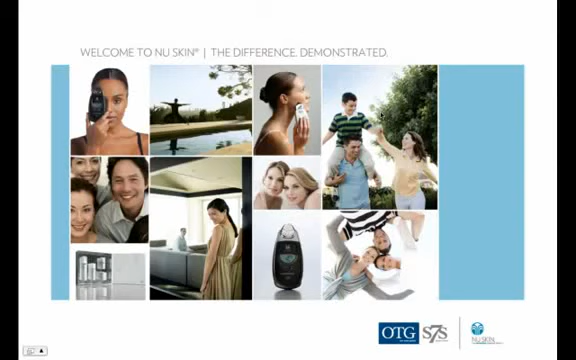 WELCOME TO NU SKIN® | THE DIFFERENCE. DEMONSTRATED.
OTG
S7S
NU SKIN